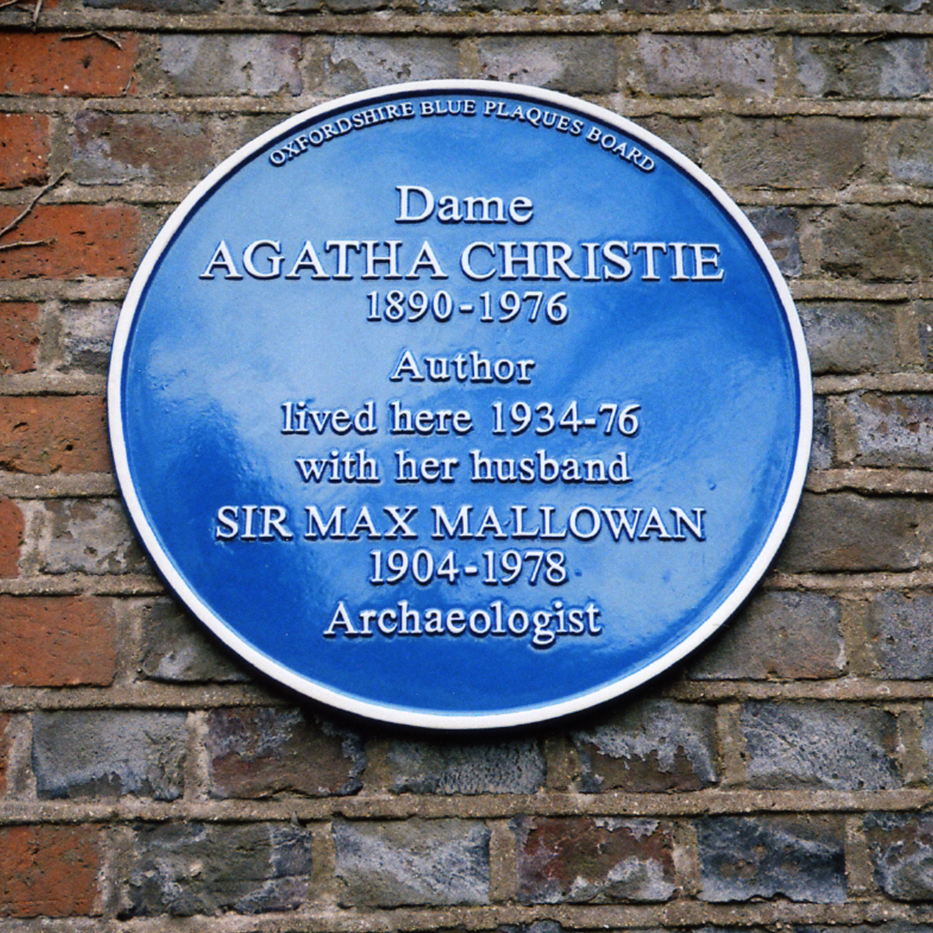 OXFORDSHIRE BLUE PLAQUES BOARD
Dame
AGATHA CHRISTIE
1890-1976
Author
lived here 1934-76
with her husband
SIR MAX MALLOWAN
1904-1978
Archaeologist